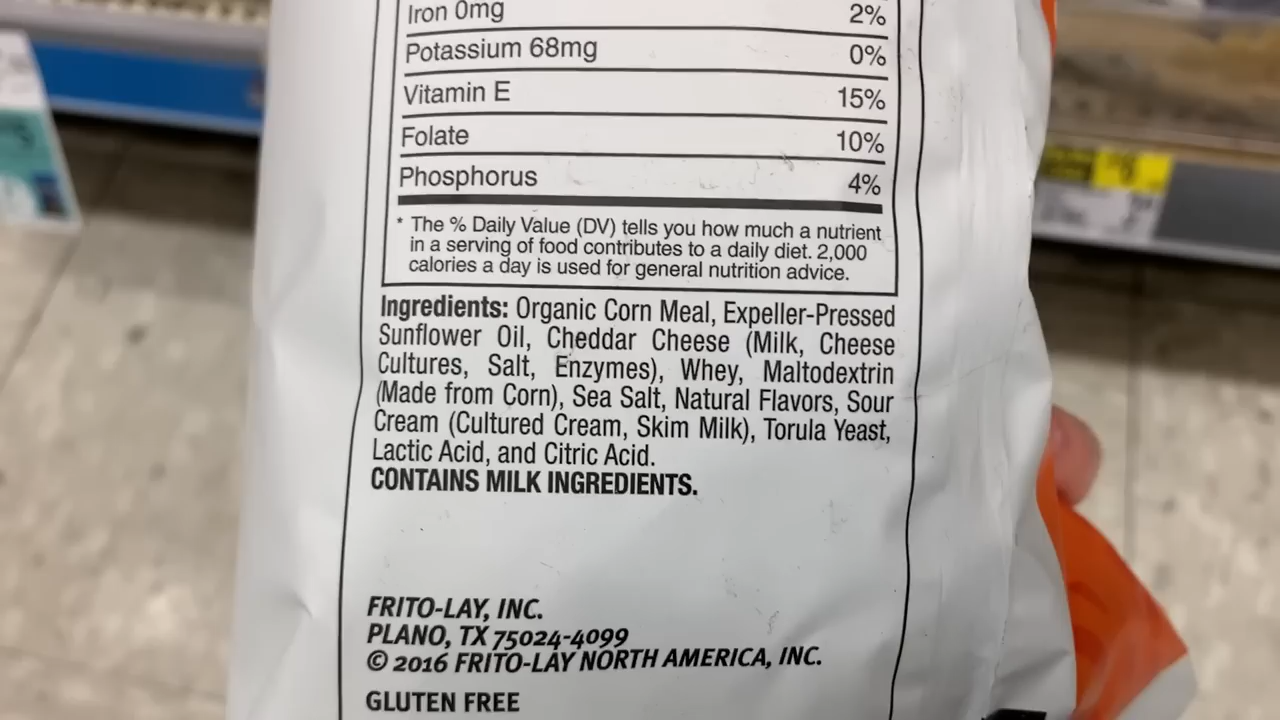 Iron 0mg 2%
Potassium 68mg 0%
Vitamin E 15%
Folate 10%
Phosphorus 4%
* The % Daily Value (DV) tells you how much a nutrient
in a serving of food contributes to a daily diet. 2,000
calories a day is used for general nutrition advice.
Ingredients: Organic Corn Meal, Expeller-Pressed
Sunflower Oil, Cheddar Cheese (Milk, Cheese
Cultures, Salt, Enzymes), Whey, Maltodextrin
(Made from Corn), Sea Salt, Natural Flavors, Sour
Cream (Cultured Cream, Skim Milk), Torula Yeast,
Lactic Acid, and Citric Acid.
CONTAINS MILK INGREDIENTS.
FRITO-LAY, INC.
PLANO, TX 75024-4099
© 2016 FRITO-LAY NORTH AMERICA, INC.
GLUTEN FREE